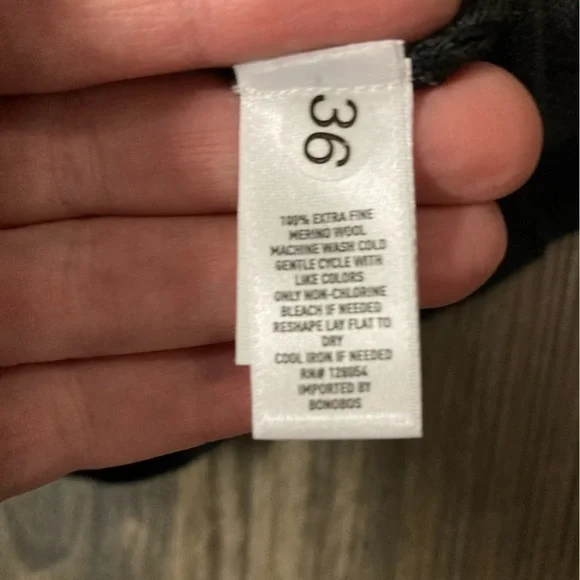 36
100% EXTRA FINE
MERINO WOOL
MACHINE WASH COLD
GENTLE CYCLE WITH
LIKE COLORS
ONLY NON-CHLORINE
BLEACH IF NEEDED
RESHAPE LAY FLAT TO
DRY
COOL IRON IF NEEDED
RN# 128054
IMPORTED BY
BONOBOS